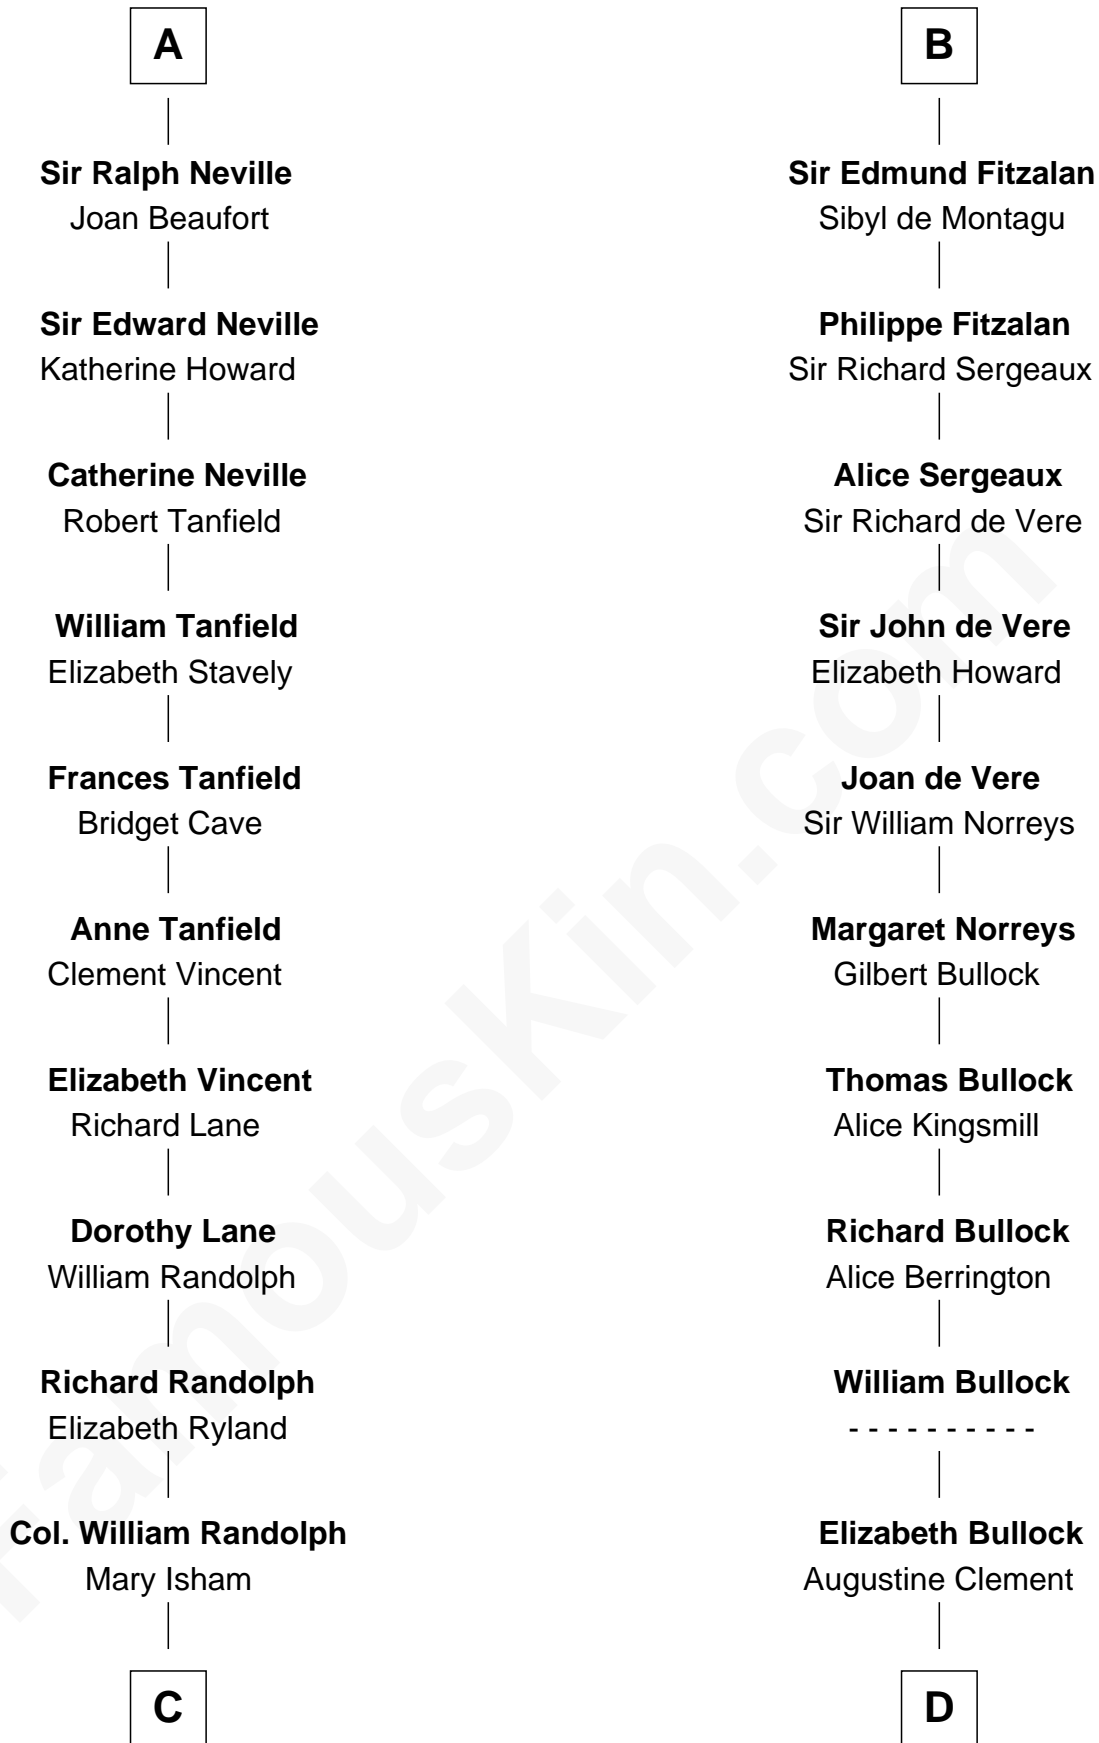 A
Sir Ralph Neville
Joan Beaufort
Sir Edward Neville
Katherine Howard
Catherine Neville
Robert Tanfield
William Tanfield
Elizabeth Stavely
Frances Tanfield
Bridget Cave
Anne Tanfield
Clement Vincent
Elizabeth Vincent
Richard Lane
Dorothy Lane
William Randolph
Richard Randolph
Elizabeth Ryland
Col. William Randolph
Mary Isham
C
B
Sir Edmund Fitzalan
Sibyl de Montagu
Philippe Fitzalan
Sir Richard Sergeaux
Alice Sergeaux
Sir Richard de Vere
Sir John de Vere
Elizabeth Howard
Joan de Vere
Sir William Norreys
Margaret Norreys
Gilbert Bullock
Thomas Bullock
Alice Kingsmill
Richard Bullock
Alice Berrington
William Bullock
- - - - - - - - - -
Elizabeth Bullock
Augustine Clement
D
FamousKin.com